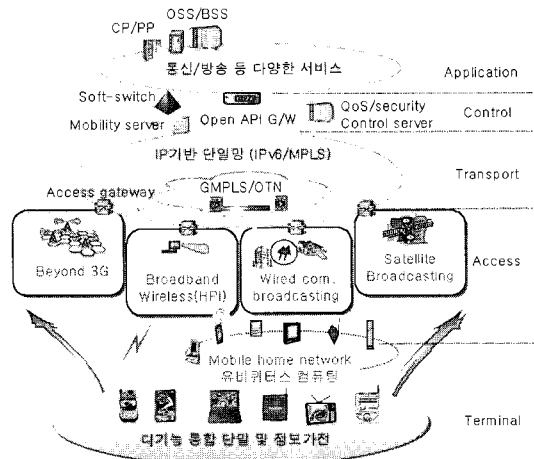 OSS/BSS
CP/PP
통신/방송 등 다양한 서비스
Application
Soft-switch
Mobility server
Open API G/W
QoS/security
Control server
Control
IP기반 단일망 (IPv6/MPLS)
Transport
Access gateway
GMPLS/OTN
Beyond 3G
Broadband
Wireless(HPI)
Wired com.
broadcasting
Satellite
Broadcasting
Access
Mobile home network
유비쿼터스 컴퓨팅
Terminal
다기능 통합 단말 및 정보가전